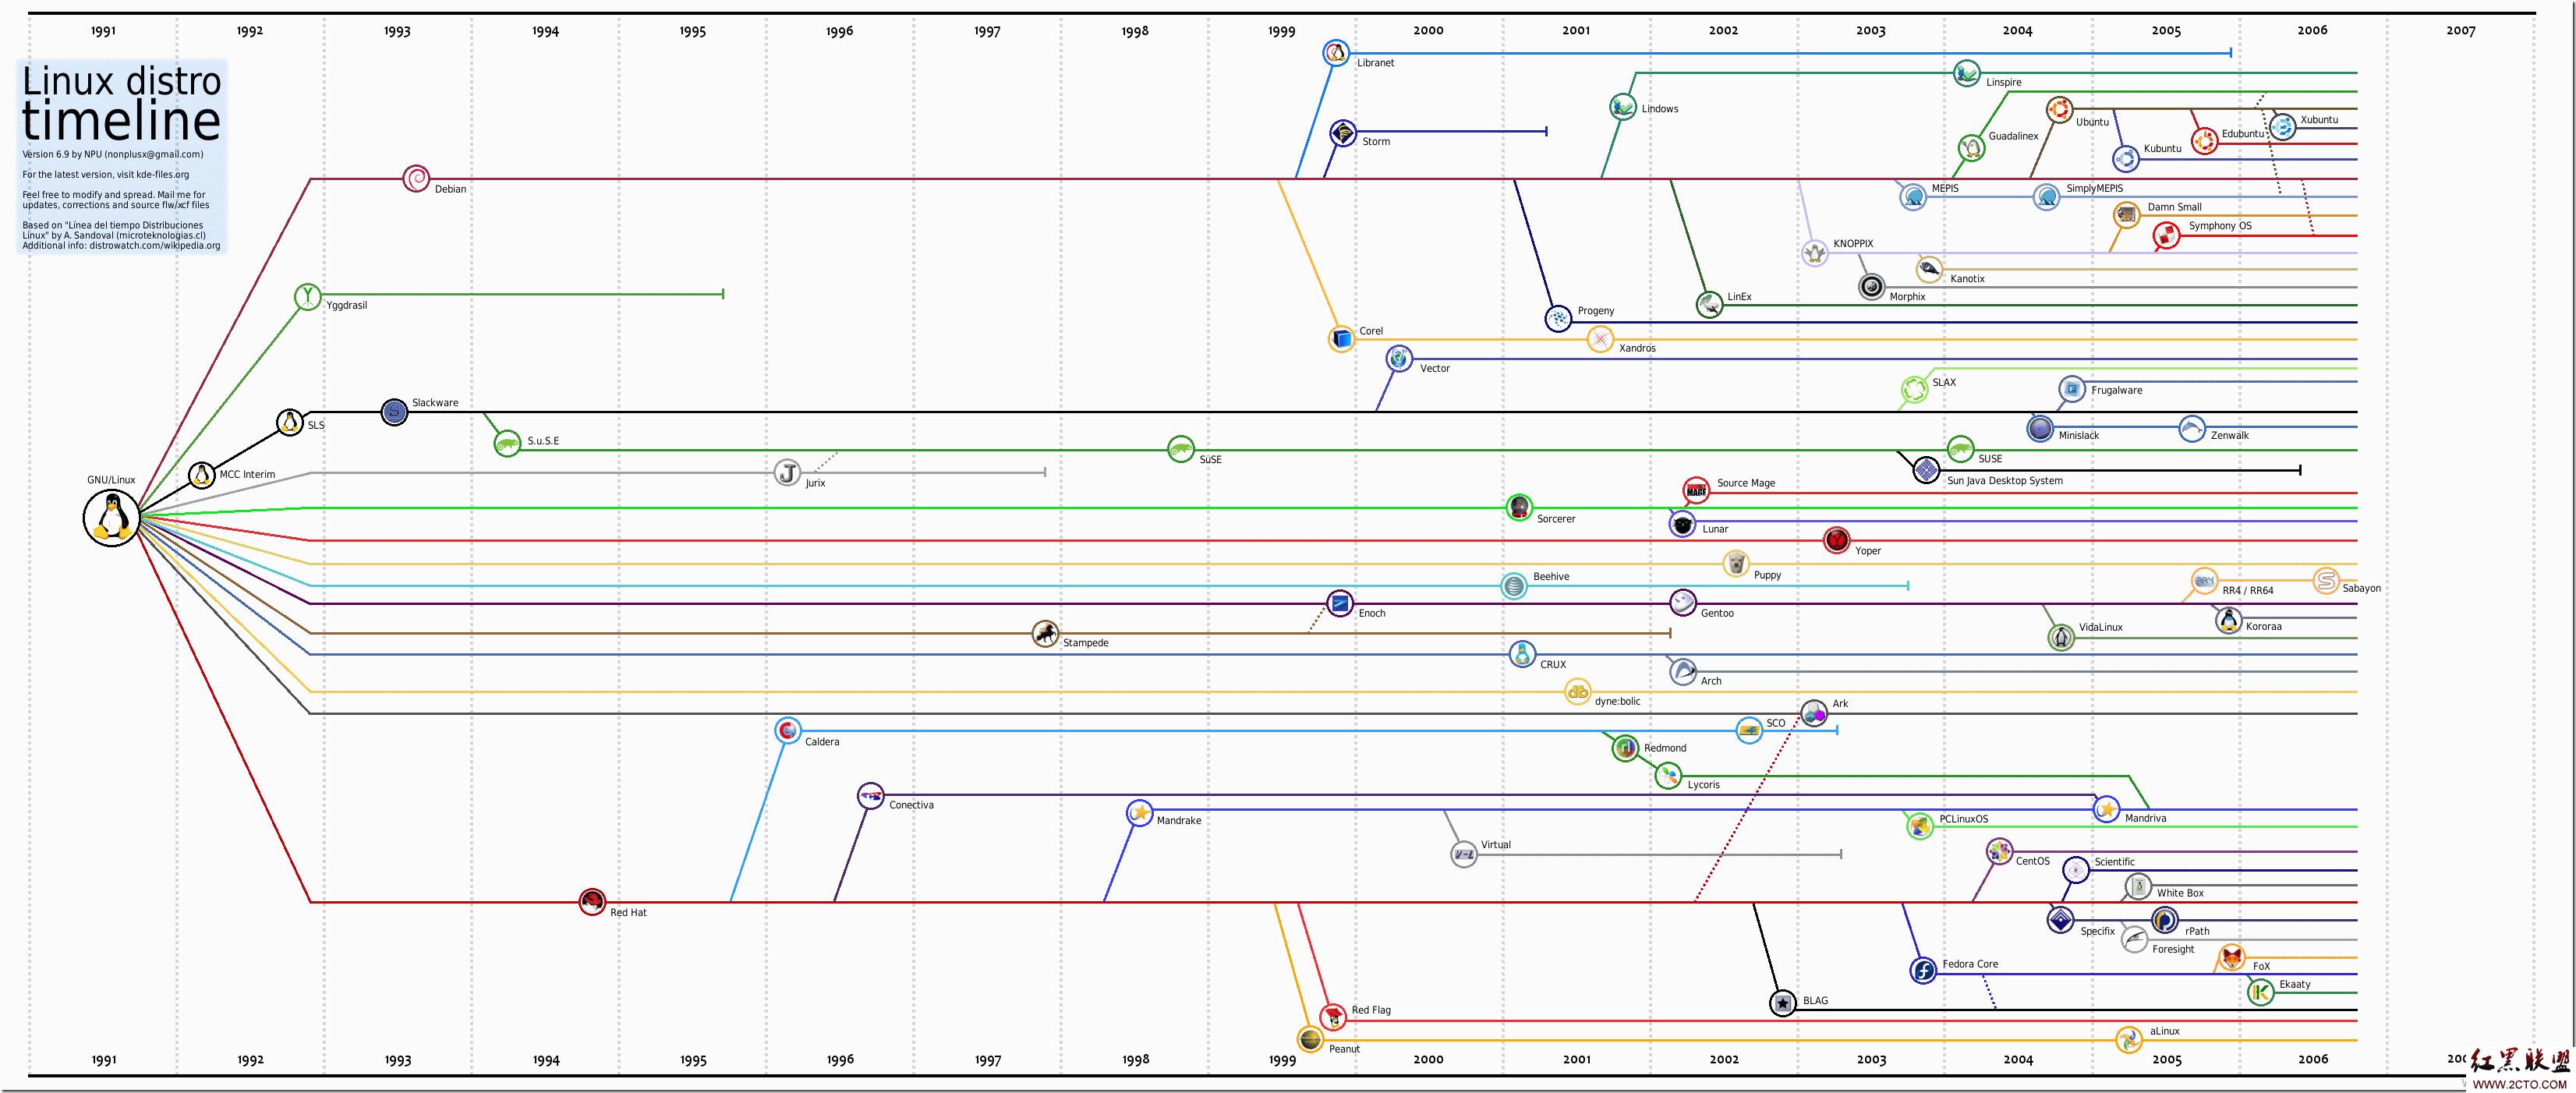 1991 1992 1993 1994 1995 1996 1997 1998 1999 2000 2001 2002 2003 2004 2005 2006 2007
Linux distro
timeline
Version 6.9 by NPU (nonplusx@gmail.com)
For the latest version, visit kde-files.org
Feel free to modify and spread. Mail me for
updates, corrections and source flw/xcf files
Based on "Línea del tiempo Distribuciones
Linux" by A. Sandoval (microteknologias.cl)
Additional info: distrowatch.com/wikipedia.org
Libranet
Linspire
Lindows
Storm
Guadalinex
Ubuntu
Xubuntu
Edubuntu
Kubuntu
Debian
MEPIS
SimplyMEPIS
Damn Small
Symphony OS
KNOPPIX
Kanotix
Morphix
LinEx
Yggdrasil
Progeny
Corel
Xandros
Vector
SLAX
Frugalware
Slackware
SLS
Minislack
Zenwalk
S.u.S.E
SuSE
SUSE
MCC Interim
Jurix
Sun Java Desktop System
GNU/Linux
Source Mage
Sorcerer
Lunar
Yoper
Puppy
Beehive
RR4 / RR64
Sabayon
Enoch
Gentoo
Kororaa
VidaLinux
Stampede
CRUX
Arch
dyne:bolic
Ark
Caldera
SCO
Redmond
Lycoris
Conectiva
Mandrake
Mandriva
PCLinuxOS
Virtual
CentOS
Scientific
White Box
Red Hat
Specifix
rPath
Foresight
FoX
Fedora Core
Ekaaty
BLAG
Red Flag
aLinux
Peanut
1991 1992 1993 1994 1995 1996 1997 1998 1999 2000 2001 2002 2003 2004 2005 2006
红黑联盟
WWW.2CTO.COM